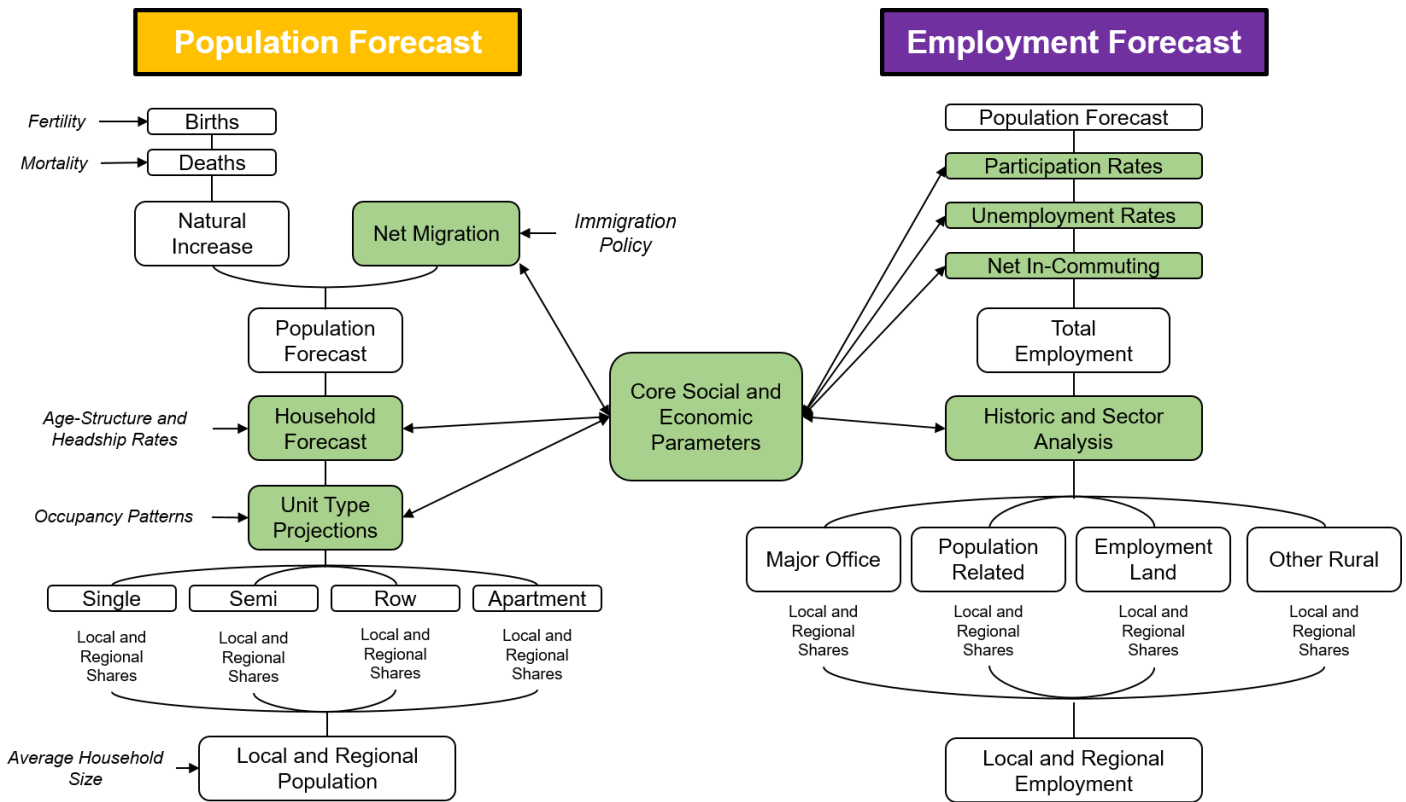 Population Forecast
Employment Forecast
Fertility
Births
Mortality
Deaths
Natural
Increase
Net Migration
Immigration
Policy
Population
Forecast
Age-Structure and
Headship Rates
Household
Forecast
Occupancy Patterns
Unit Type
Projections
Single
Semi
Row
Apartment
Local and
Regional
Shares
Local and
Regional
Shares
Local and
Regional
Shares
Local and
Regional
Shares
Average Household
Size
Local and Regional
Population
Core Social and
Economic
Parameters
Population Forecast
Participation Rates
Unemployment Rates
Net In-Commuting
Total
Employment
Historic and Sector
Analysis
Major Office
Population
Related
Employment
Land
Other Rural
Local and
Regional
Shares
Local and
Regional
Shares
Local and
Regional
Shares
Local and
Regional
Shares
Local and Regional
Employment